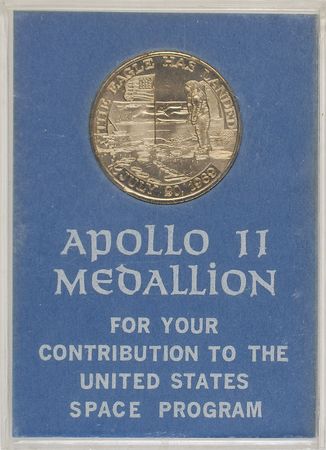 THE EAGLE HAS LANDED
JULY 20, 1969
APOLLO 11
MEDALLION
FOR YOUR
CONTRIBUTION TO THE
UNITED STATES
SPACE PROGRAM